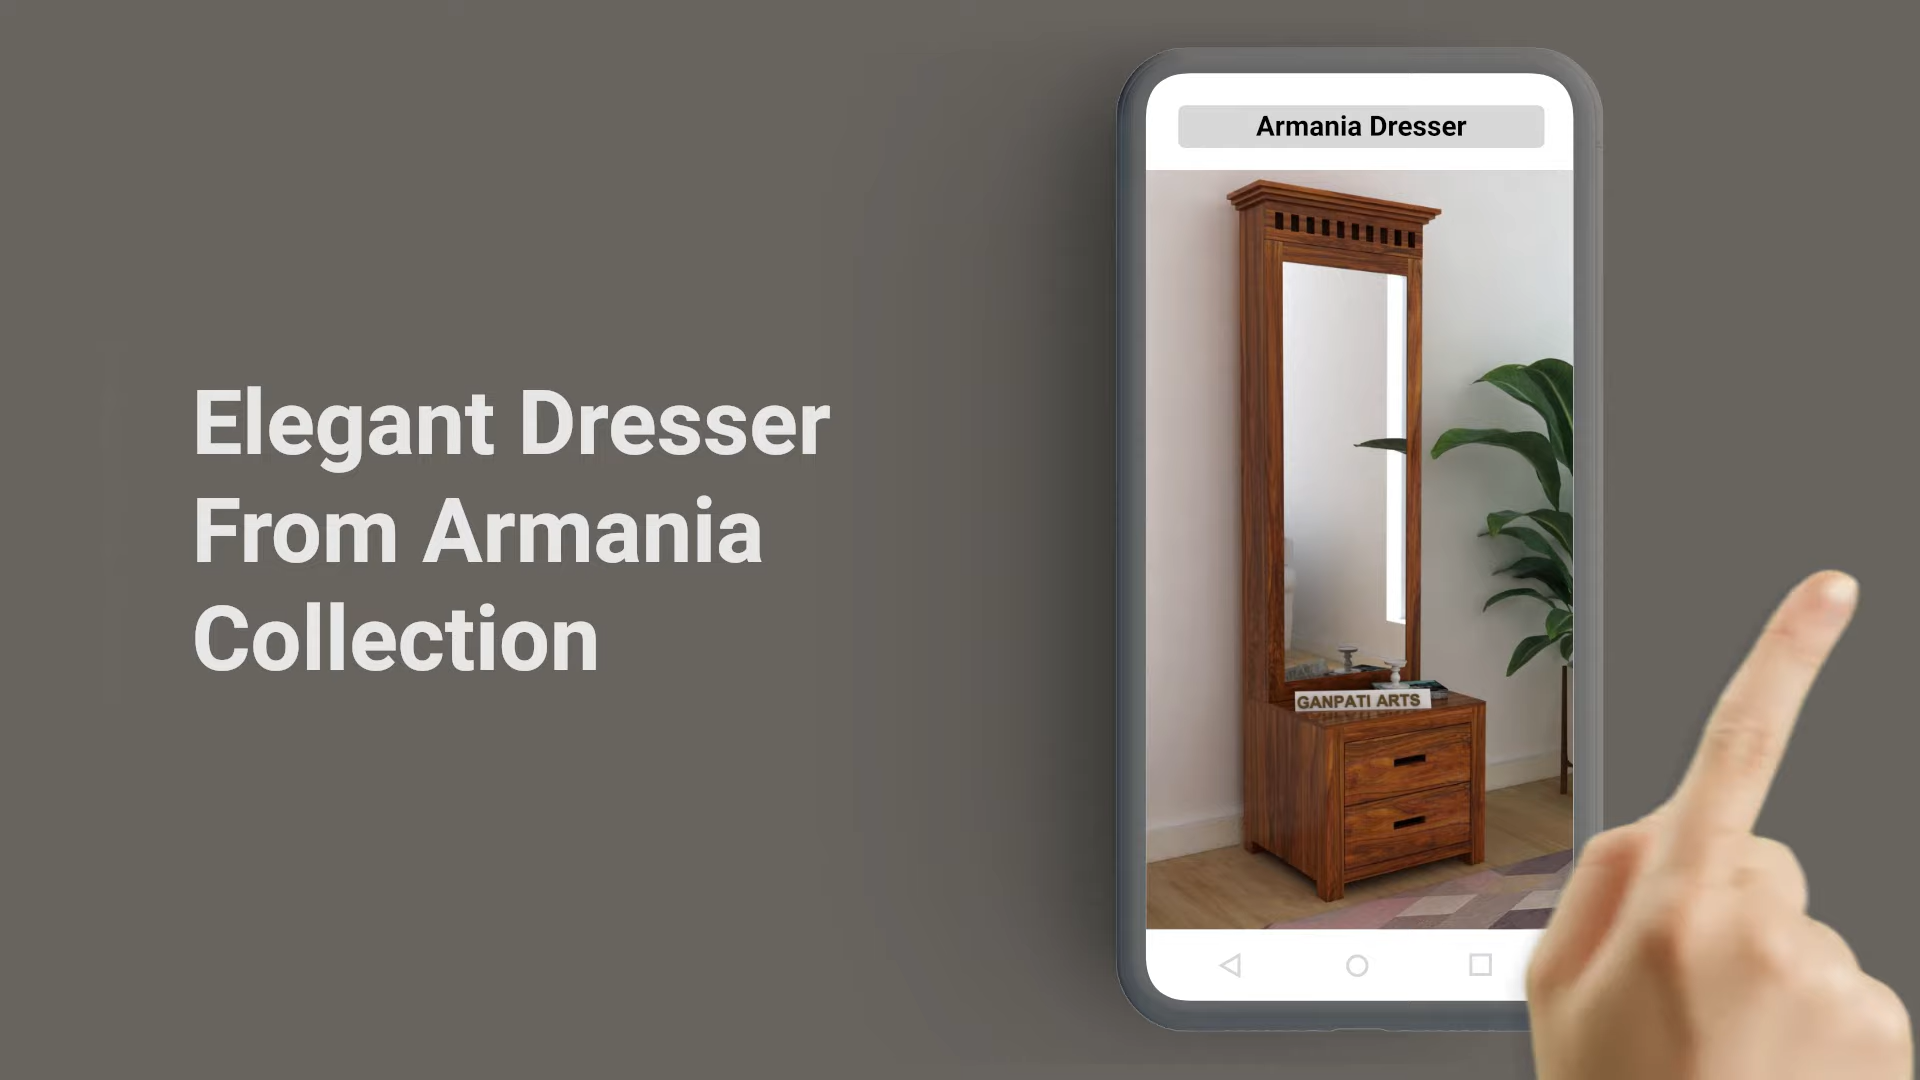 Elegant Dresser
From Armania
Collection
Armania Dresser
GANPATI ARTS